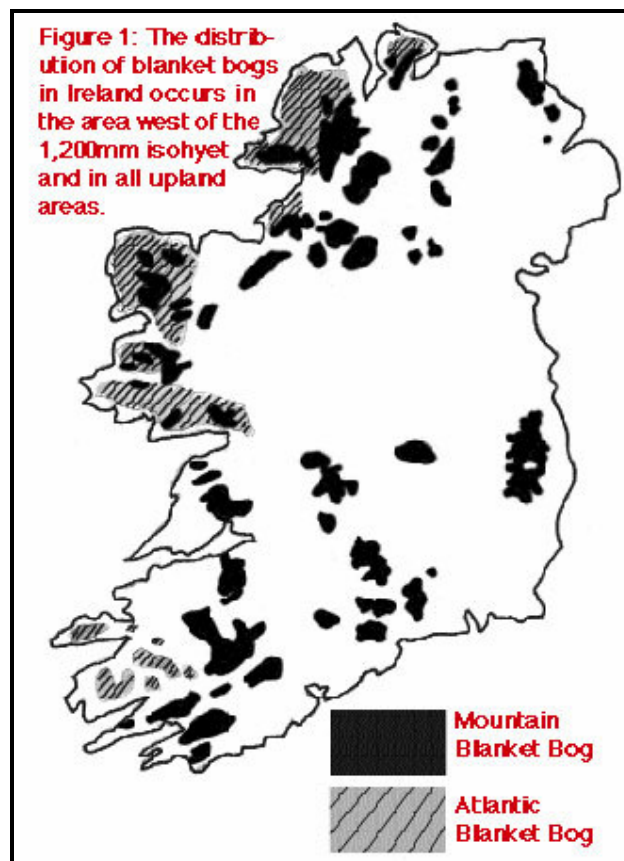 Figure 1: The distrib-
ution of blanket bogs
in Ireland occurs in
the area west of the
1,200mm isohyet
and in all upland
areas.
Mountain
Blanket Bog
Atlantic
Blanket Bog